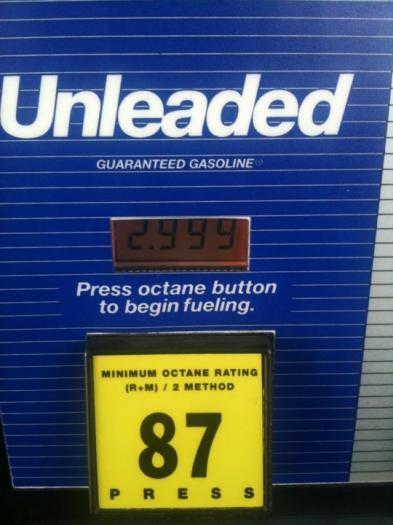 Unleaded
GUARANTEED GASOLINE
2.999
Press octane button
to begin fueling.
MINIMUM OCTANE RATING
(R+M) / 2 METHOD
87
PRESS